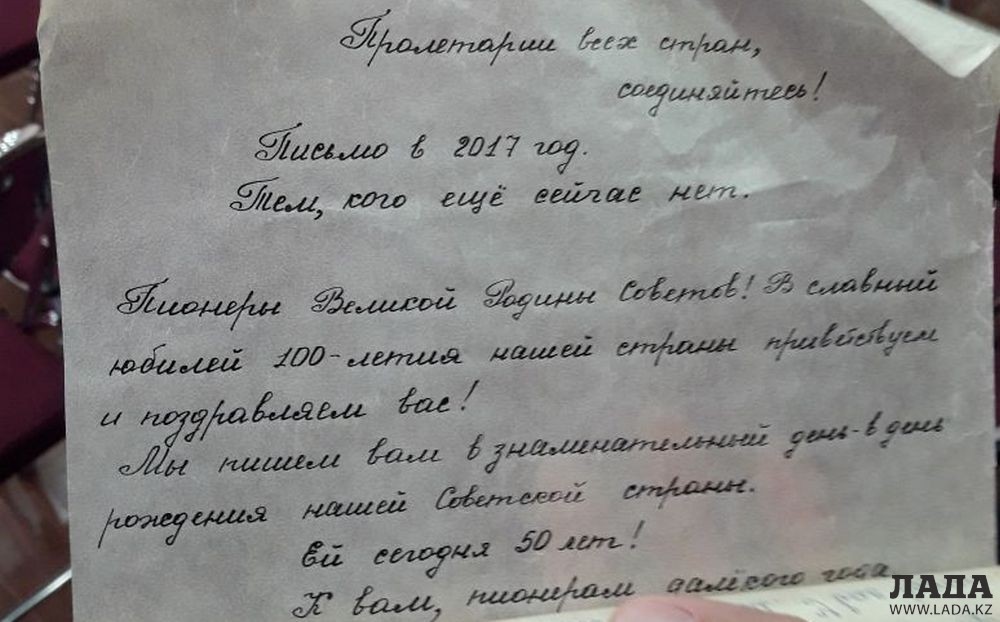 Пролетарии всех стран,
соединяйтесь!
Письмо в 2017 год.
Тем, кого ещё сейчас нет.
Пионеры Великой Родины Советов! В славный
юбилей 100-летия нашей страны приветствуем
и поздравляем вас!
Мы пишем вам в знаменательный день-в день
рождения нашей Советской страны.
Ей сегодня 50 лет!
К вам, пионерам далёкого года
ЛАДА
WWW.LADA.KZ